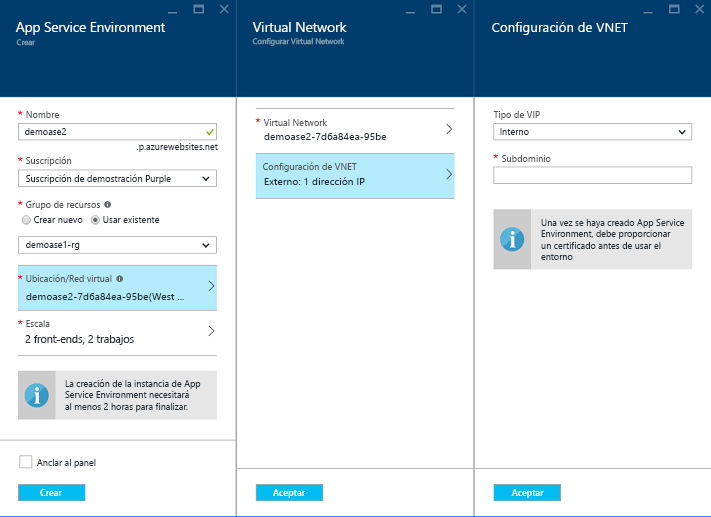 App Service Environment
Crear
* Nombre
demoase2
.p.azurewebsites.net
* Suscripción
Suscripción de demostración Purple
* Grupo de recursos
Crear nuevo
Usar existente
demoase1-rg
* Ubicación/Red virtual
demoase2-7d6a84ea-95be(West ...
* Escala
2 front-ends, 2 trabajos
La creación de la instancia de App
Service Environment necesitará
al menos 2 horas para finalizar.
Anclar al panel
Crear
Virtual Network
Configurar Virtual Network
* Virtual Network
demoase2-7d6a84ea-95be
Configuración de VNET
Externo: 1 dirección IP
Aceptar
Configuración de VNET
Tipo de VIP
Interno
* Subdominio
Una vez se haya creado App Service
Environment, debe proporcionar
un certificado antes de usar el
entorno
Aceptar